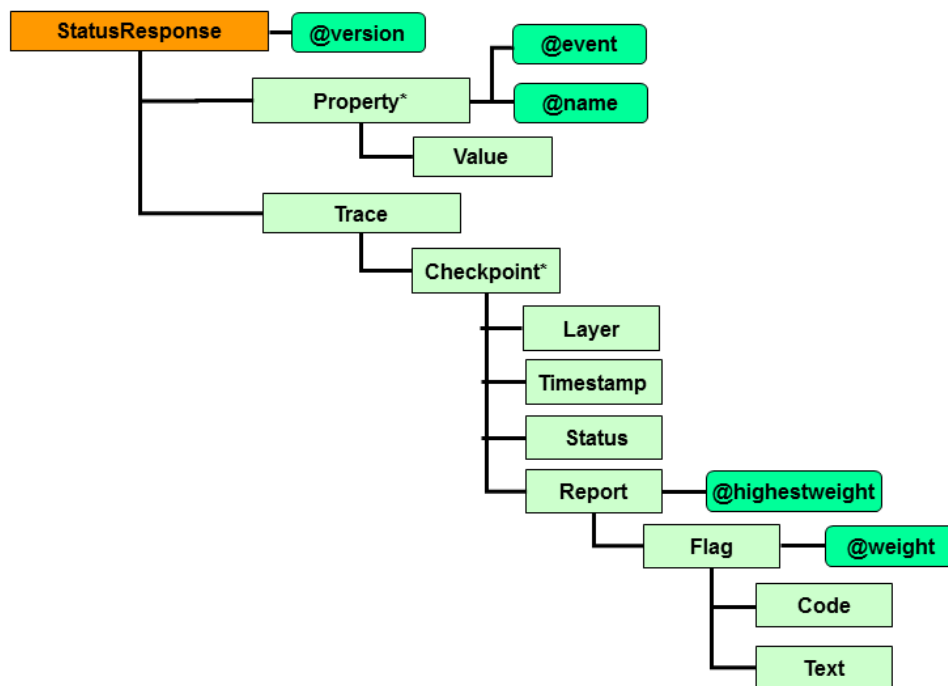 StatusResponse
@version
@event
Property*
@name
Value
Trace
Checkpoint*
Layer
Timestamp
Status
Report
@highestweight
Flag
@weight
Code
Text